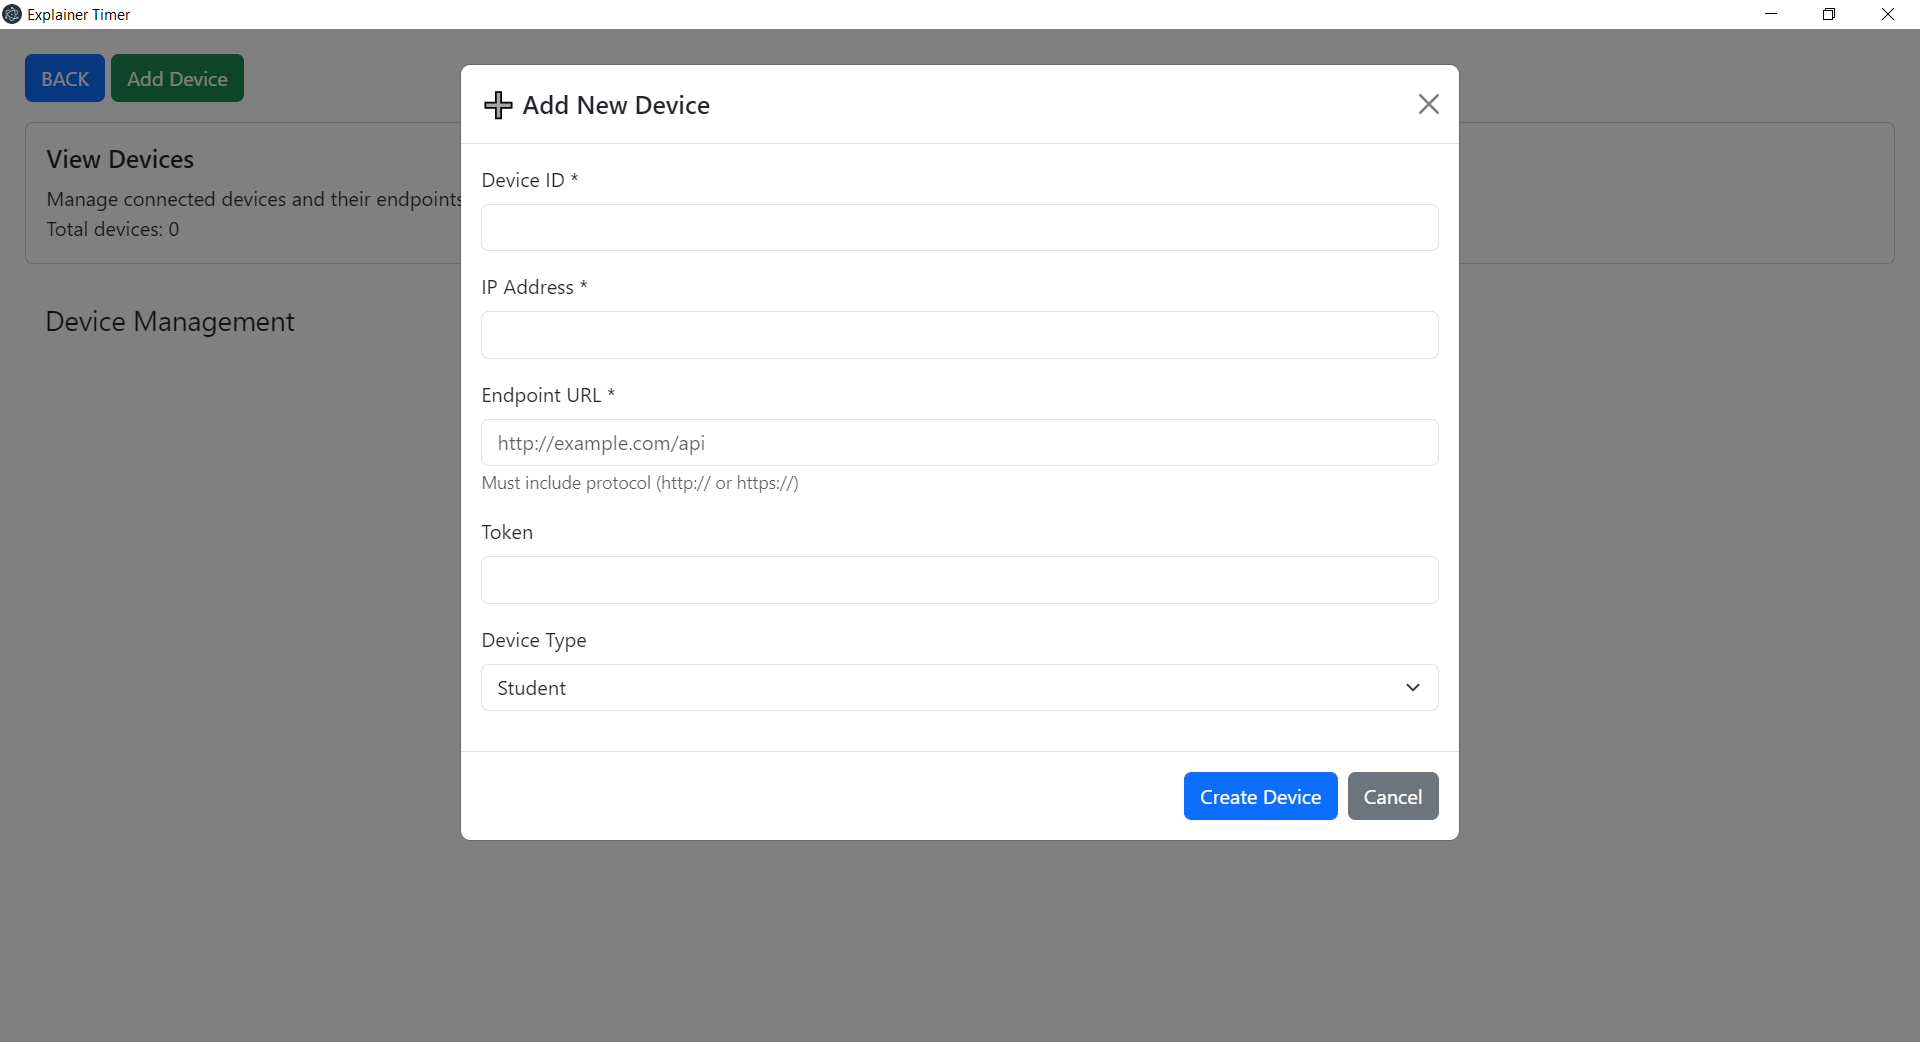 Explainer Timer
BACK
Add Device
View Devices
Manage connected devices and their endpoints
Total devices: 0
Device Management
Add New Device
Device ID *
IP Address *
Endpoint URL *
http://example.com/api
Must include protocol (http:// or https://)
Token
Device Type
Student
Create Device
Cancel